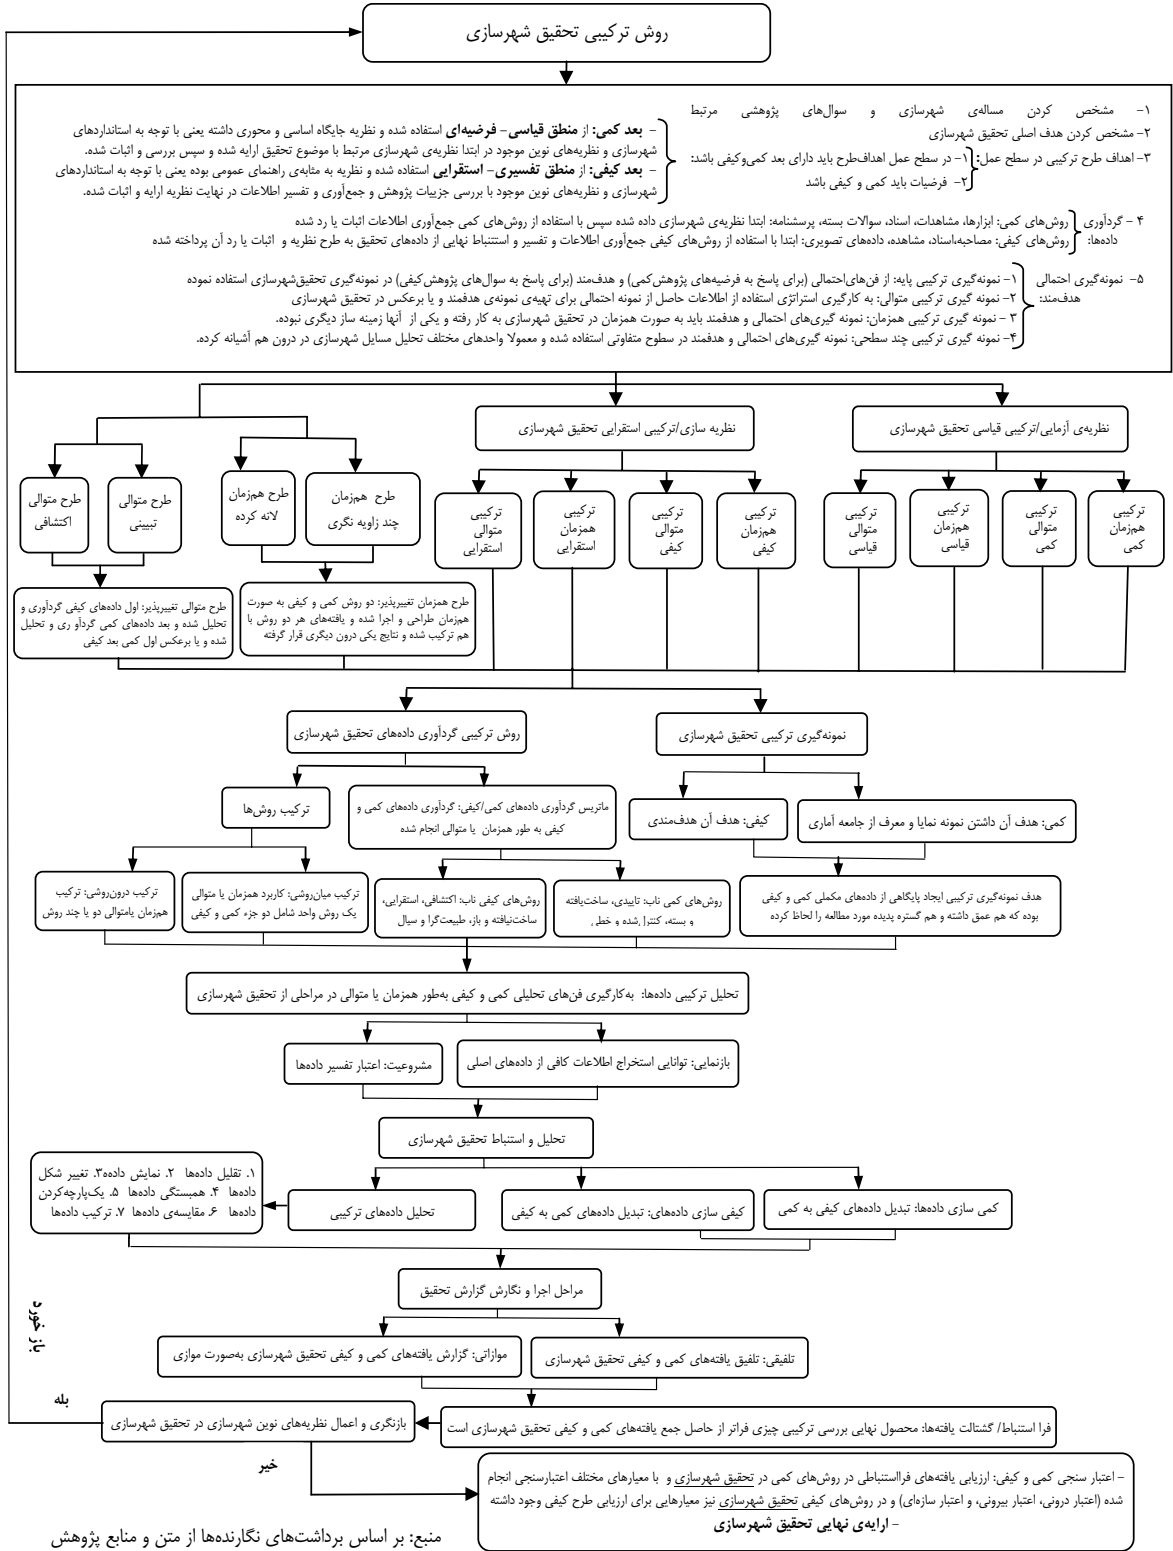 روش ترکیبی تحقیق شهرسازی
۱- مشخص کردن مساله‌ی شهرسازی و سوال‌های پژوهشی مرتبط
۲- مشخص کردن هدف اصلی تحقیق شهرسازی
۳- اهداف طرح ترکیبی در سطح عمل:
۱- در سطح عمل اهداف‌طرح باید دارای بعد کمی‌وکیفی باشد:
۲- فرضیات باید کمی و کیفی باشد
- بعد کمی: از منطق قیاسی- فرضیه‌ای استفاده شده و نظریه جایگاه اساسی و محوری داشته یعنی با توجه به استانداردهای
شهرسازی و نظریه‌های نوین موجود در ابتدا نظریه‌ی شهرسازی مرتبط با موضوع تحقیق ارایه شده و سپس بررسی و اثبات شده.
- بعد کیفی: از منطق تفسیری- استقرایی استفاده شده و نظریه به مثابه‌ی راهنمای عمومی بوده یعنی با توجه به استانداردهای
شهرسازی و نظریه‌های نوین موجود با بررسی جزییات پژوهش و جمع‌آوری و تفسیر اطلاعات در نهایت نظریه ارایه و اثبات شده.
۴ - گردآوری
داده‌ها:
روش‌های کمی: ابزارها، مشاهدات، اسناد، سوالات بسته، پرسشنامه: ابتدا نظریه‌ی شهرسازی داده شده سپس با استفاده از روش‌های کمی جمع‌آوری اطلاعات اثبات یا رد شده
روش‌های کیفی: مصاحبه،اسناد، مشاهده، داده‌های تصویری: ابتدا با استفاده از روش‌های کیفی جمع‌آوری اطلاعات و تفسیر و استتنباط نهایی از داده‌های تحقیق به طرح نظریه و اثبات یا رد آن پرداخته شده
۵- نمونه‌گیری احتمالی
هدف‌مند:
۱- نمونه‌گیری ترکیبی پایه: از فن‌های‌احتمالی (برای پاسخ به فرضیه‌های پژوهش‌کمی) و هدف‌مند (برای پاسخ به سوال‌های پژوهش‌کیفی) در نمونه‌گیری تحقیق‌شهرسازی استفاده نموده
۲- نمونه گیری ترکیبی متوالی: به کارگیری استراتژی استفاده از اطلاعات حاصل از نمونه احتمالی برای تهیه‌ی نمونه‌ی هدفمند و یا برعکس در تحقیق شهرسازی
۳ - نمونه گیری ترکیبی همزمان: نمونه گیری‌های احتمالی و هدفمند باید به صورت همزمان در تحقیق شهرسازی به کار رفته و یکی از آنها زمینه ساز دیگری نبوده.
۴- نمونه گیری ترکیبی چند سطحی: نمونه گیری‌های احتمالی و هدفمند در سطوح متفاوتی استفاده شده و معمولا واحدهای مختلف تحلیل مسایل شهرسازی در درون هم آشیانه کرده.
نظریه‌ی آزمایی/ترکیبی قیاسی تحقیق شهرسازی
نظریه سازی/ترکیبی استقرایی تحقیق شهرسازی
ترکیبی
هم‌زمان
کمی
ترکیبی
متوالی
کمی
ترکیبی
هم‌زمان
قیاسی
ترکیبی
متوالی
قیاسی
ترکیبی
هم‌زمان
کیفی
ترکیبی
متوالی
کیفی
ترکیبی
همزمان
استقرایی
ترکیبی
متوالی
استقرایی
طرح هم‌زمان
چند زاویه نگری
طرح هم‌زمان
لانه کرده
طرح متوالی
تبیینی
طرح متوالی
اکتشافی
طرح همزمان تغییرپذیر: دو روش کمی و کیفی به صورت
هم‌زمان طراحی و اجرا شده و یافته‌های هر دو روش با
هم ترکیب شده و نتایج یکی درون دیگری قرار گرفته
طرح متوالی تغییرپذیر: اول داده‌های کیفی گردآوری و
تحلیل شده و بعد داده‌های کمی گردآو ری و تحلیل
شده و یا برعکس اول کمی بعد کیفی
نمونه‌گیری ترکیبی تحقیق شهرسازی
روش ترکیبی گردآوری داده‌های تحقیق شهرسازی
کمی: هدف آن داشتن نمونه نمایا و معرف از جامعه آماری
کیفی: هدف آن هدف‌مندی
ماتریس گردآوری داده‌های کمی/کیفی: گردآوری داده‌های کمی و
کیفی به طور همزمان یا متوالی انجام شده
ترکیب روش‌ها
هدف نمونه‌گیری ترکیبی ایجاد پایگاهی از داده‌های مکملی کمی و کیفی
بوده که هم عمق داشته و هم گستره پدیده مورد مطالعه را لحاظ کرده
روش‌های کمی ناب: تاییدی، ساخت‌یافته
و بسته، کنترل‌شده و خطی
روش‌های کیفی ناب: اکتشافی، استقرایی،
ساخت‌نیافته و باز، طبیعت‌گرا و سیال
ترکیب میان‌روشی: کاربرد همزمان یا متوالی
یک روش واحد شامل دو جزء کمی و کیفی
ترکیب درون‌روشی: ترکیب
هم‌زمان یامتوالی دو یا چند روش
تحلیل ترکیبی داده‌ها: به‌کارگیری فن‌های تحلیلی کمی و کیفی به‌طور همزمان یا متوالی در مراحلی از تحقیق شهرسازی
بازنمایی: توانایی استخراج اطلاعات کافی از داده‌های اصلی
مشروعیت: اعتبار تفسیر داده‌ها
تحلیل و استنباط تحقیق شهرسازی
کمی سازی داده‌ها: تبدیل داده‌های کیفی به کمی
کیفی سازی داده‌های: تبدیل داده‌های کمی به کیفی
تحلیل داده‌های ترکیبی
۱. تقلیل داده‌ها ۲. نمایش داده‌ه۳. تغییر شکل
داده‌ها ۴. همبستگی داده‌ها ۵. یک‌پارچه‌کردن
داده‌ها ۶. مقایسه‌ی داده‌ها ۷. ترکیب داده‌ها
مراحل اجرا و نگارش گزارش تحقیق
تلفیقی: تلفیق یافته‌های کمی و کیفی تحقیق شهرسازی
موازاتی: گزارش یافته‌های کمی و کیفی تحقیق شهرسازی به‌صورت موازی
باز خورد
بله
فرا استنباط/ گشتالت یافته‌ها: محصول نهایی بررسی ترکیبی چیزی فراتر از حاصل جمع یافته‌های کمی و کیفی تحقیق شهرسازی است
بازنگری و اعمال نظریه‌های نوین شهرسازی در تحقیق شهرسازی
خیر
- اعتبار سنجی کمی و کیفی: ارزیابی یافته‌های فرااستنباطی در روش‌های کمی در تحقیق شهرسازی و با معیارهای مختلف اعتبارسنجی انجام
شده (اعتبار درونی، اعتبار بیرونی، و اعتبار سازه‌ای) و در روش‌های کیفی تحقیق شهرسازی نیز معیارهایی برای ارزیابی طرح کیفی وجود داشته
- ارایه‌ی نهایی تحقیق شهرسازی
منبع: بر اساس برداشت‌های نگارنده‌ها از متن و منابع پژوهش